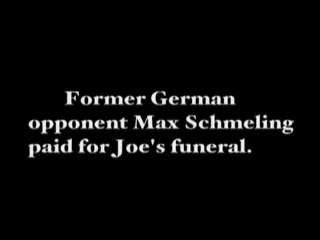 Former German
opponent Max Schmeling
paid for Joe's funeral.